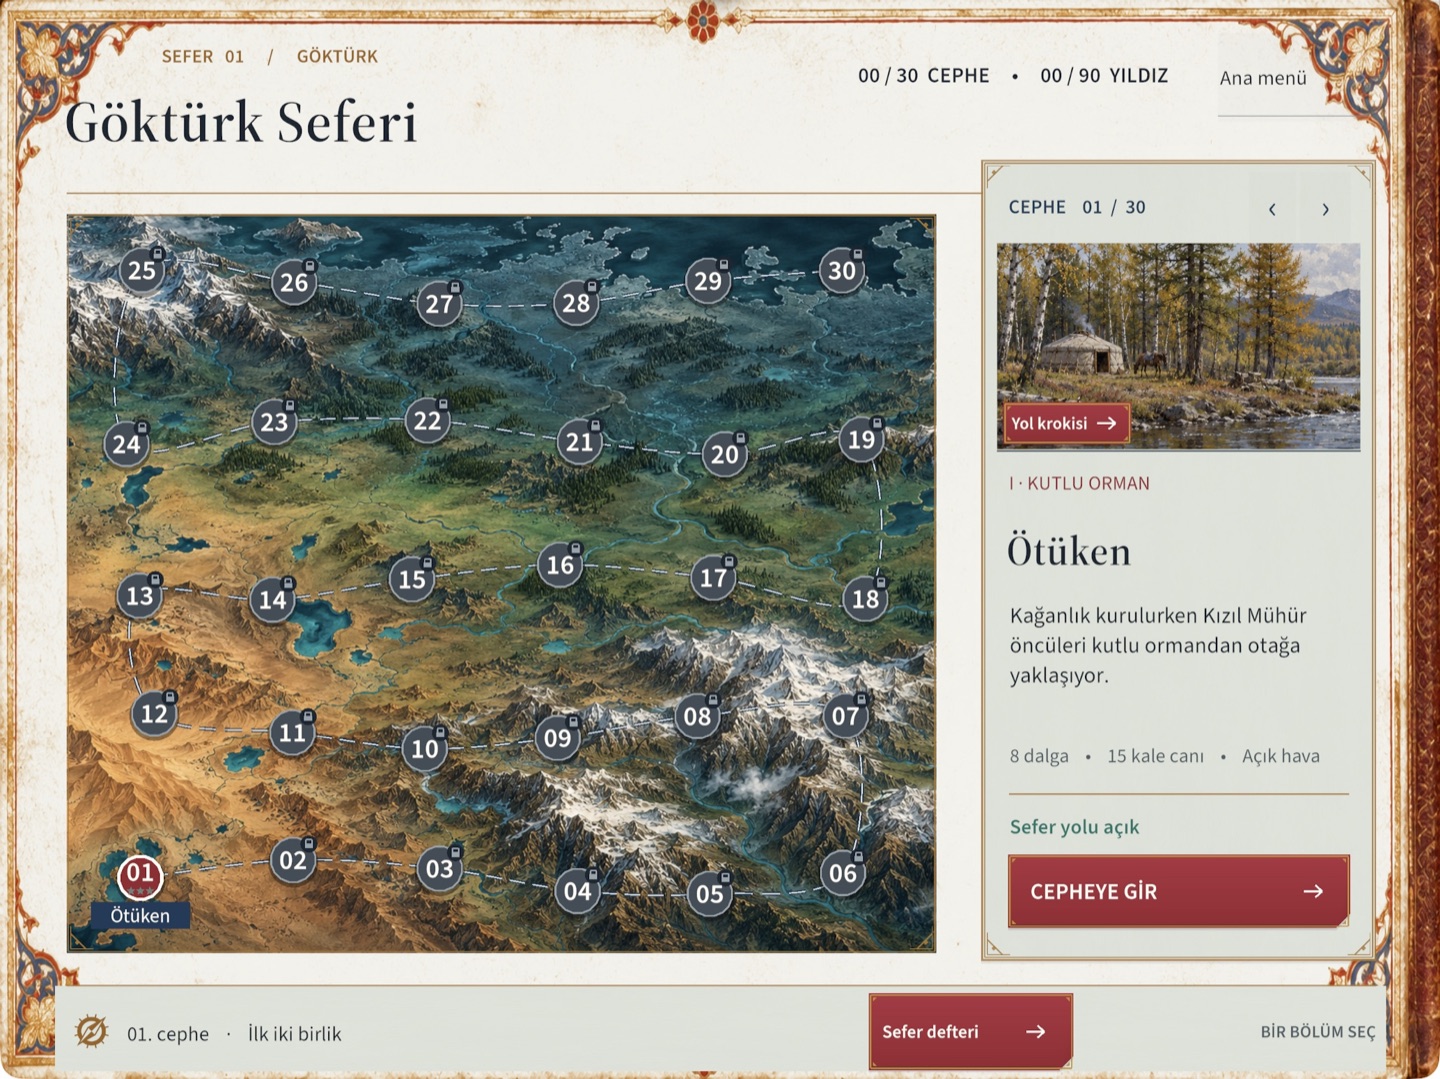 SEFER 01 / GÖKTÜRK
Göktürk Seferi
00 / 30 CEPHE • 00 / 90 YILDIZ
Ana menü
25
26
27
28
29
30
24
23
22
21
20
19
13
14
15
16
17
18
12
11
10
09
08
07
01
02
03
04
05
06
Ötüken
CEPHE 01 / 30
‹ ›
Yol krokisi →
I · KUTLU ORMAN
Ötüken
Kağanlık kurulurken Kızıl Mühür
öncüleri kutlu ormandan otağa
yaklaşıyor.
8 dalga • 15 kale canı • Açık hava
Sefer yolu açık
CEPHEYE GİR →
01. cephe · İlk iki birlik
Sefer defteri →
BİR BÖLÜM SEÇ